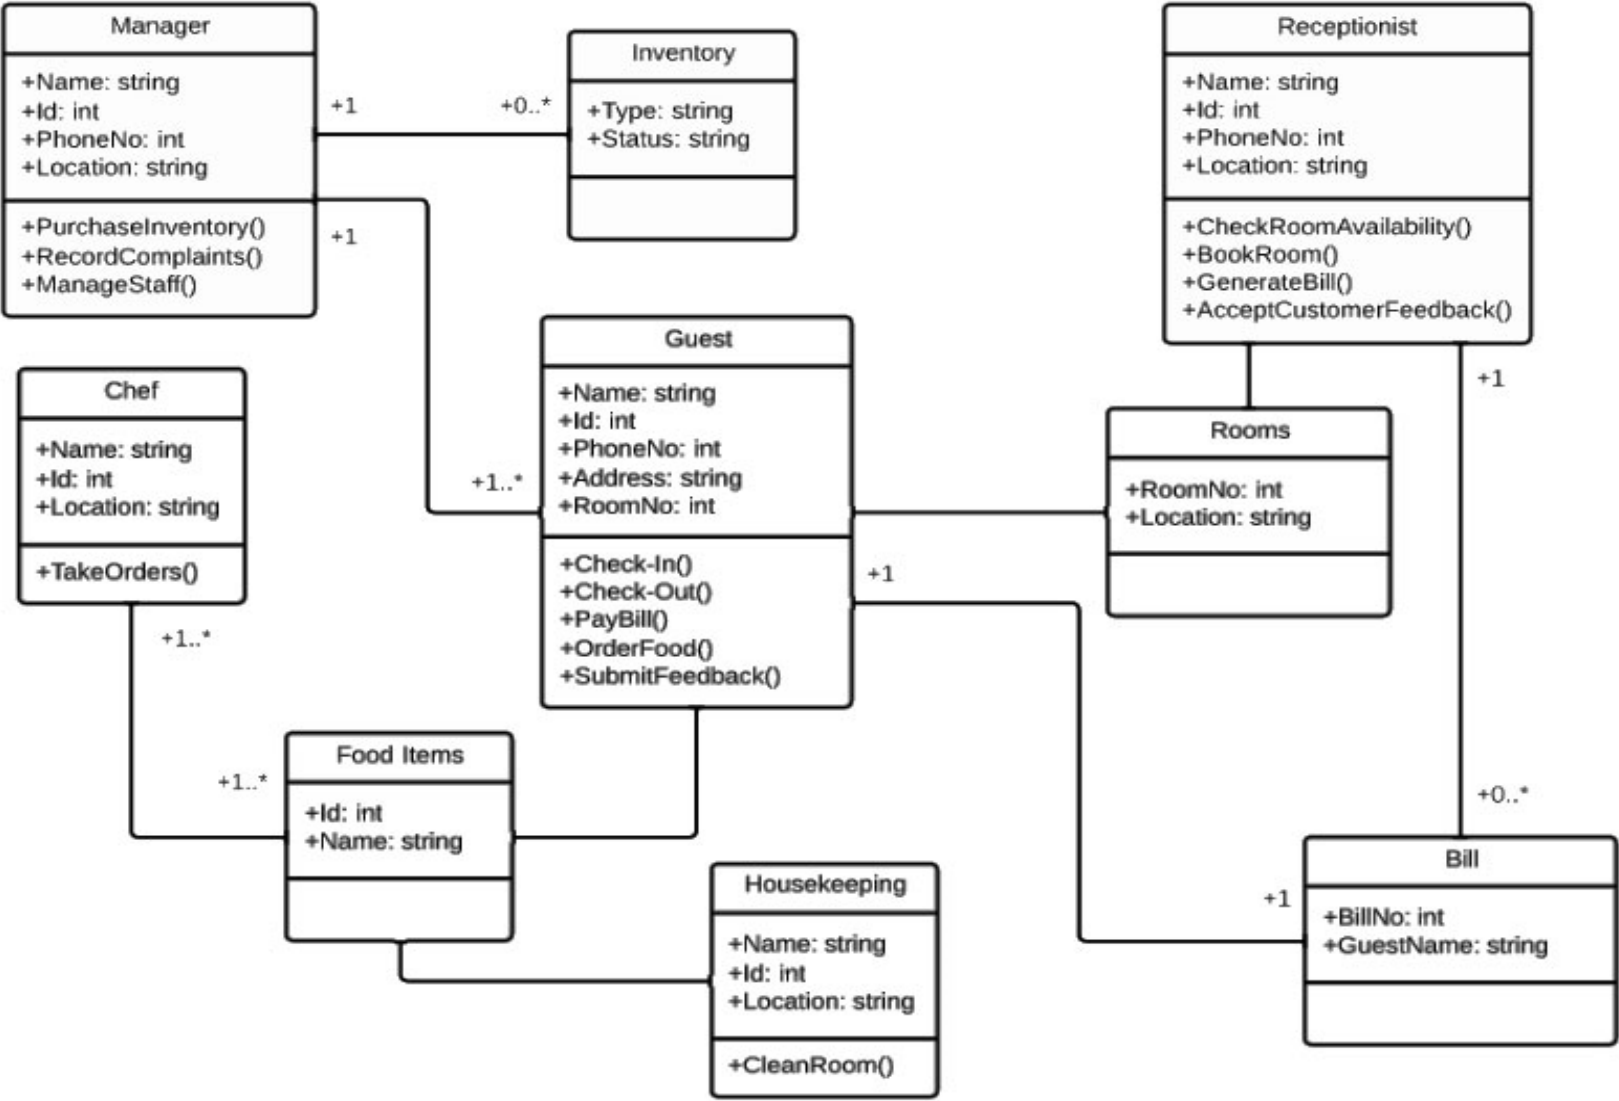 Manager
+Name: string
+Id: int
+PhoneNo: int
+Location: string
+PurchaseInventory()
+RecordComplaints()
+ManageStaff()
+1
+0..*
Inventory
+Type: string
+Status: string
+1
+1..*
Receptionist
+Name: string
+Id: int
+PhoneNo: int
+Location: string
+CheckRoomAvailability()
+BookRoom()
+GenerateBill()
+AcceptCustomerFeedback()
+1
+0..*
Chef
+Name: string
+Id: int
+Location: string
+TakeOrders()
+1..*
+1..*
Guest
+Name: string
+Id: int
+PhoneNo: int
+Address: string
+RoomNo: int
+Check-In()
+Check-Out()
+PayBill()
+OrderFood()
+SubmitFeedback()
+1
+1
Rooms
+RoomNo: int
+Location: string
Food Items
+Id: int
+Name: string
Housekeeping
+Name: string
+Id: int
+Location: string
+CleanRoom()
Bill
+BillNo: int
+GuestName: string